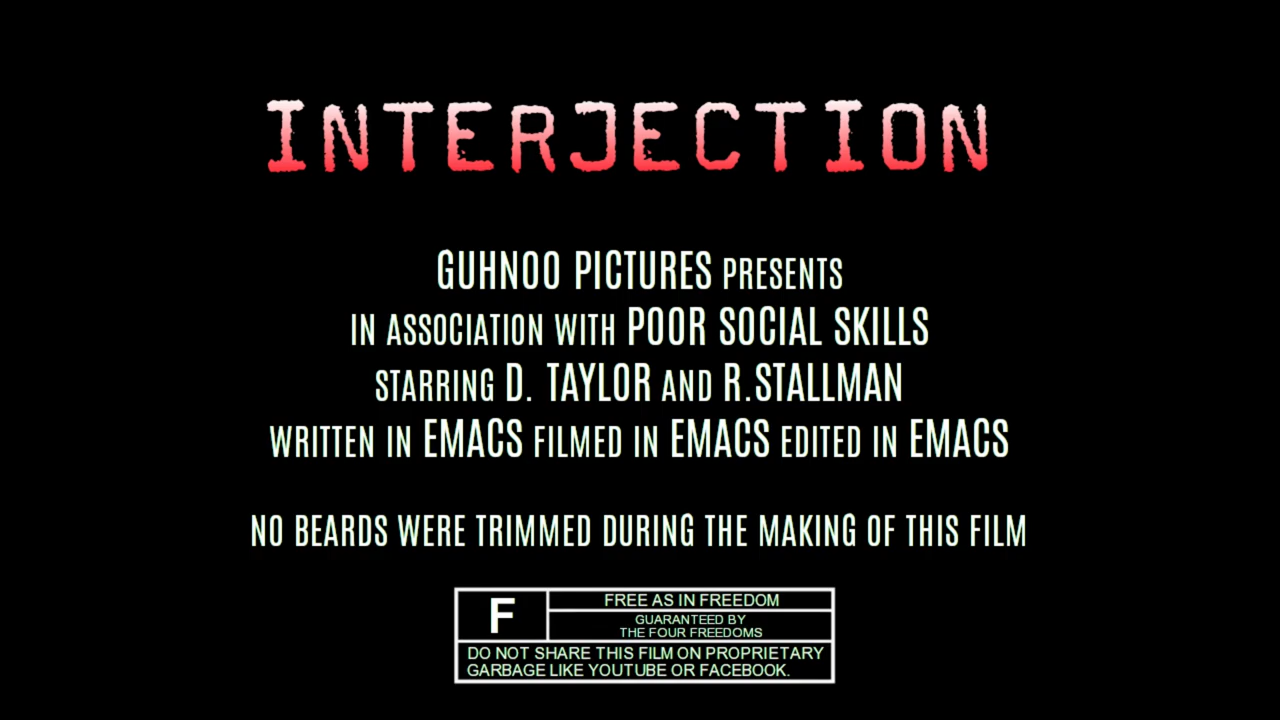 INTERJECTION
GUHNOO PICTURES PRESENTS
IN ASSOCIATION WITH POOR SOCIAL SKILLS
STARRING D. TAYLOR AND R.STALLMAN
WRITTEN IN EMACS FILMED IN EMACS EDITED IN EMACS
NO BEARDS WERE TRIMMED DURING THE MAKING OF THIS FILM
F
FREE AS IN FREEDOM
GUARANTEED BY
THE FOUR FREEDOMS
DO NOT SHARE THIS FILM ON PROPRIETARY
GARBAGE LIKE YOUTUBE OR FACEBOOK.